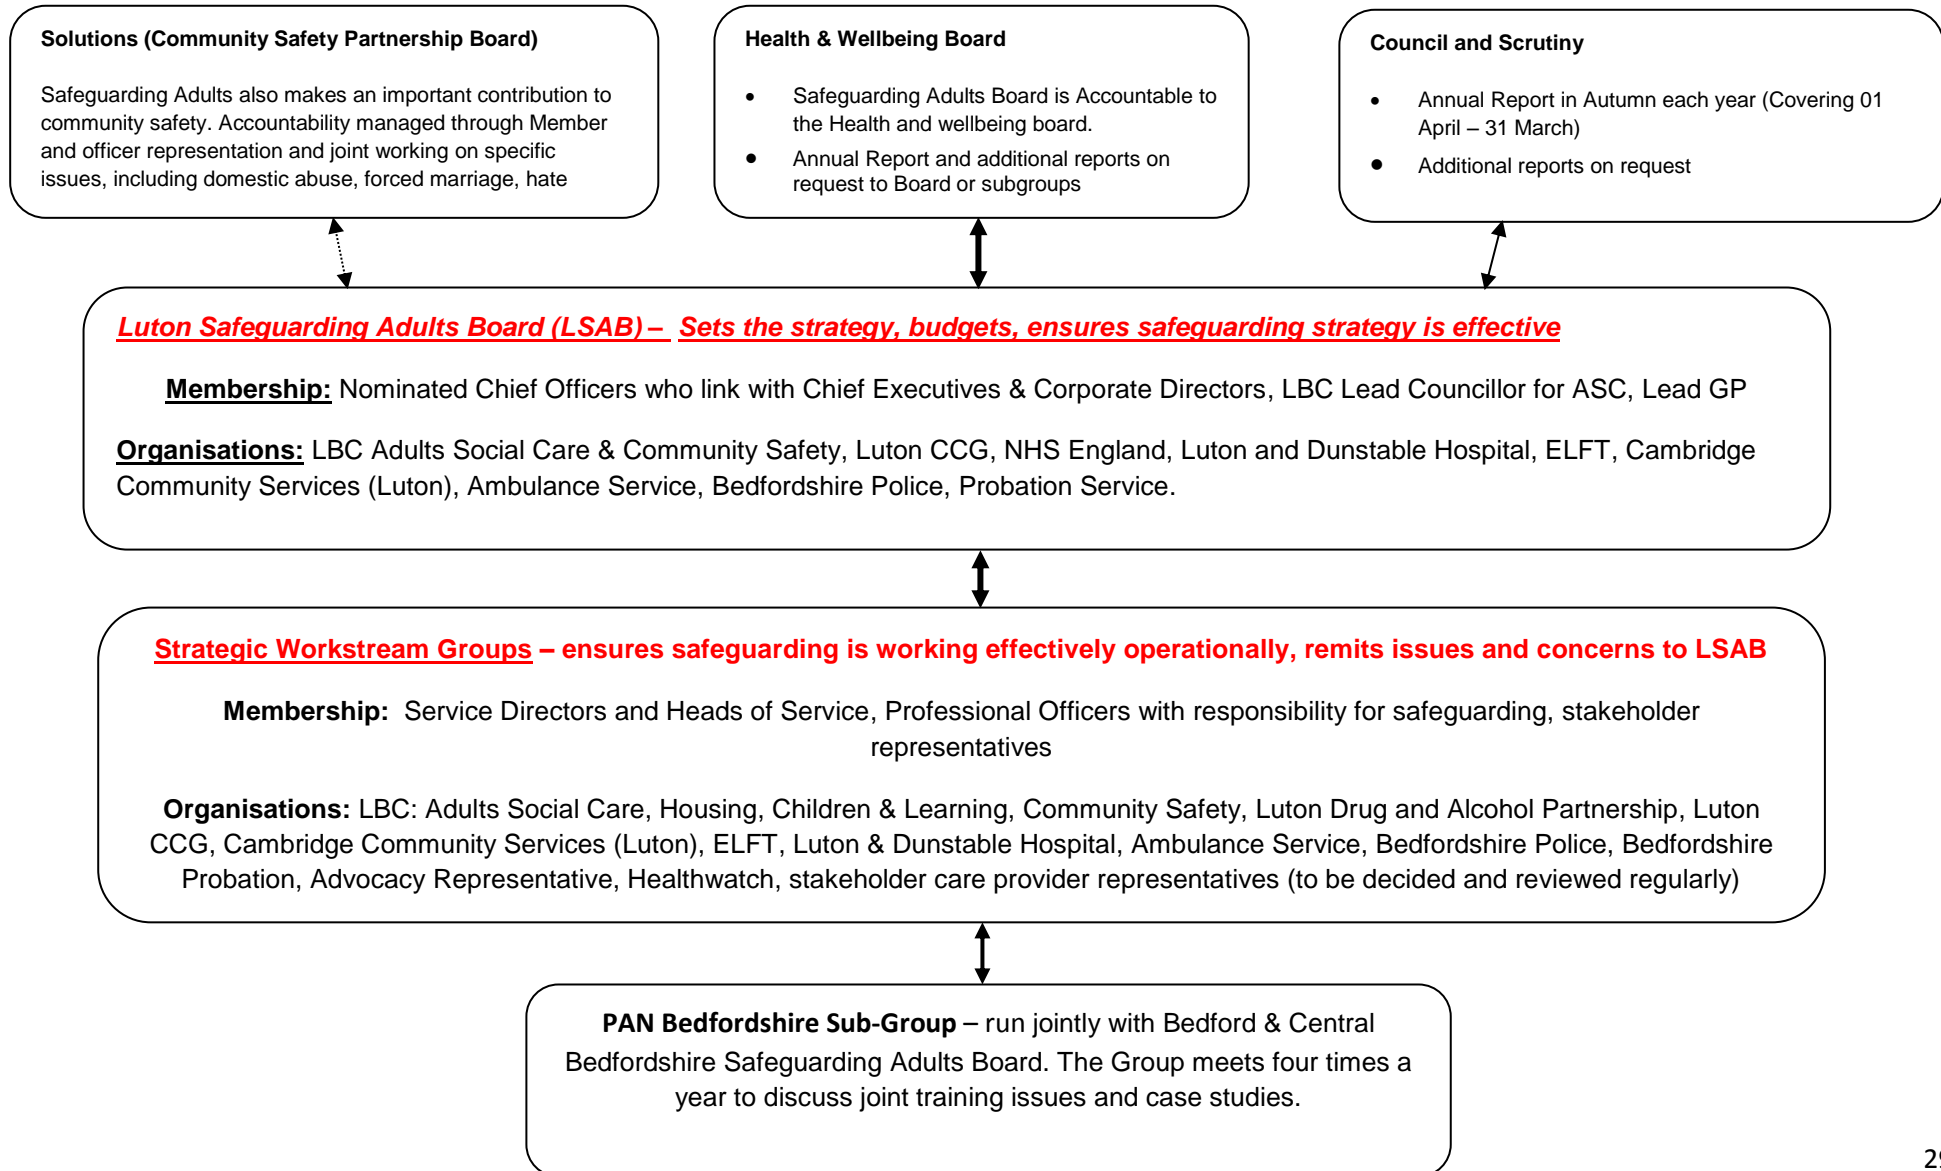 Solutions (Community Safety Partnership Board)
Safeguarding Adults also makes an important contribution to
community safety. Accountability managed through Member
and officer representation and joint working on specific
issues, including domestic abuse, forced marriage, hate
Health & Wellbeing Board
• Safeguarding Adults Board is Accountable to
the Health and wellbeing board.
• Annual Report and additional reports on
request to Board or subgroups
Council and Scrutiny
• Annual Report in Autumn each year (Covering 01
April – 31 March)
• Additional reports on request
Luton Safeguarding Adults Board (LSAB) – Sets the strategy, budgets, ensures safeguarding strategy is effective
Membership: Nominated Chief Officers who link with Chief Executives & Corporate Directors, LBC Lead Councillor for ASC, Lead GP
Organisations: LBC Adults Social Care & Community Safety, Luton CCG, NHS England, Luton and Dunstable Hospital, ELFT, Cambridge
Community Services (Luton), Ambulance Service, Bedfordshire Police, Probation Service.
Strategic Workstream Groups – ensures safeguarding is working effectively operationally, remits issues and concerns to LSAB
Membership: Service Directors and Heads of Service, Professional Officers with responsibility for safeguarding, stakeholder
representatives
Organisations: LBC: Adults Social Care, Housing, Children & Learning, Community Safety, Luton Drug and Alcohol Partnership, Luton
CCG, Cambridge Community Services (Luton), ELFT, Luton & Dunstable Hospital, Ambulance Service, Bedfordshire Police, Bedfordshire
Probation, Advocacy Representative, Healthwatch, stakeholder care provider representatives (to be decided and reviewed regularly)
PAN Bedfordshire Sub-Group – run jointly with Bedford & Central
Bedfordshire Safeguarding Adults Board. The Group meets four times a
year to discuss joint training issues and case studies.